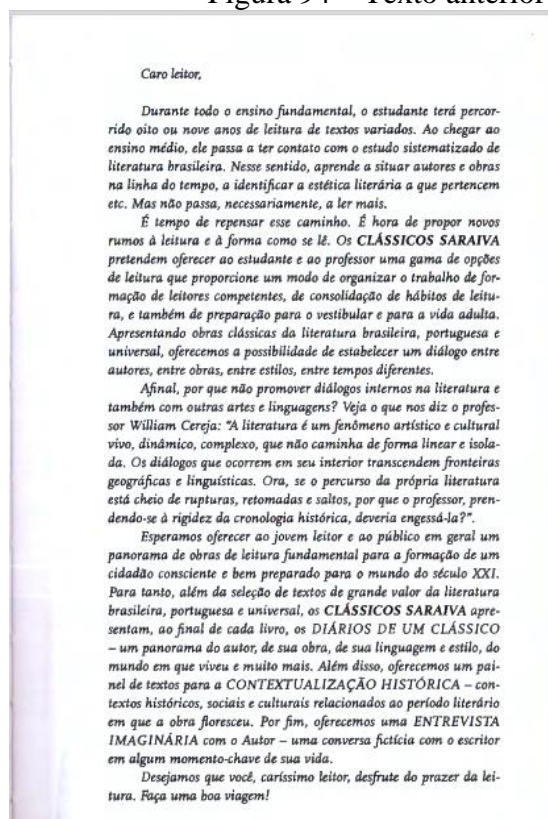 Figura 94 – Texto anterior
Caro leitor,
Durante todo o ensino fundamental, o estudante terá percor-
rido oito ou nove anos de leitura de textos variados. Ao chegar ao
ensino médio, ele passa a ter contato com o estudo sistematizado de
literatura brasileira. Nesse sentido, aprende a situar autores e obras
na linha do tempo, a identificar a estética literária a que pertencem
etc. Mas não passa, necessariamente, a ler mais.
É tempo de repensar esse caminho. É hora de propor novos
rumos à leitura e à forma como se lê. Os CLÁSSICOS SARAIVA
pretendem oferecer ao estudante e ao professor uma gama de opções
de leitura que proporcione um modo de organizar o trabalho de for-
mação de leitores competentes, de consolidação de hábitos de leitu-
ra, e também de preparação para o vestibular e para a vida adulta.
Apresentando obras clássicas da literatura brasileira, portuguesa e
universal, oferecemos a possibilidade de estabelecer um diálogo entre
autores, entre obras, entre estilos, entre tempos diferentes.
Afinal, por que não promover diálogos internos na literatura e
também com outras artes e linguagens? Veja o que nos diz o profes-
sor William Cereja: "A literatura é um fenômeno artístico e cultural
vivo, dinâmico, complexo, que não caminha de forma linear e isola-
da. Os diálogos que ocorrem em seu interior transcendem fronteiras
geográficas e linguísticas. Ora, se o percurso da própria literatura
está cheio de rupturas, retomadas e saltos, por que o professor, pren-
dendo-se à rigidez da cronologia histórica, deveria engessá-la?".
Esperamos oferecer ao jovem leitor e ao público em geral um
panorama de obras de leitura fundamental para a formação de um
cidadão consciente e bem preparado para o mundo do século XXI.
Para tanto, além da seleção de textos de grande valor da literatura
brasileira, portuguesa e universal, os CLÁSSICOS SARAIVA apre-
sentam, ao final de cada livro, os DIÁRIOS DE UM CLÁSSICO
– um panorama do autor, de sua obra, de sua linguagem e estilo, do
mundo em que viveu e muito mais. Além disso, oferecemos um pai-
nel de textos para a CONTEXTUALIZAÇÃO HISTÓRICA – con-
textos históricos, sociais e culturais relacionados ao período literário
em que a obra floresceu. Por fim, oferecemos uma ENTREVISTA
IMAGINÁRIA com o Autor – uma conversa fictícia com o escritor
em algum momento-chave de sua vida.
Desejamos que você, caríssimo leitor, desfrute do prazer da lei-
tura. Faça uma boa viagem!